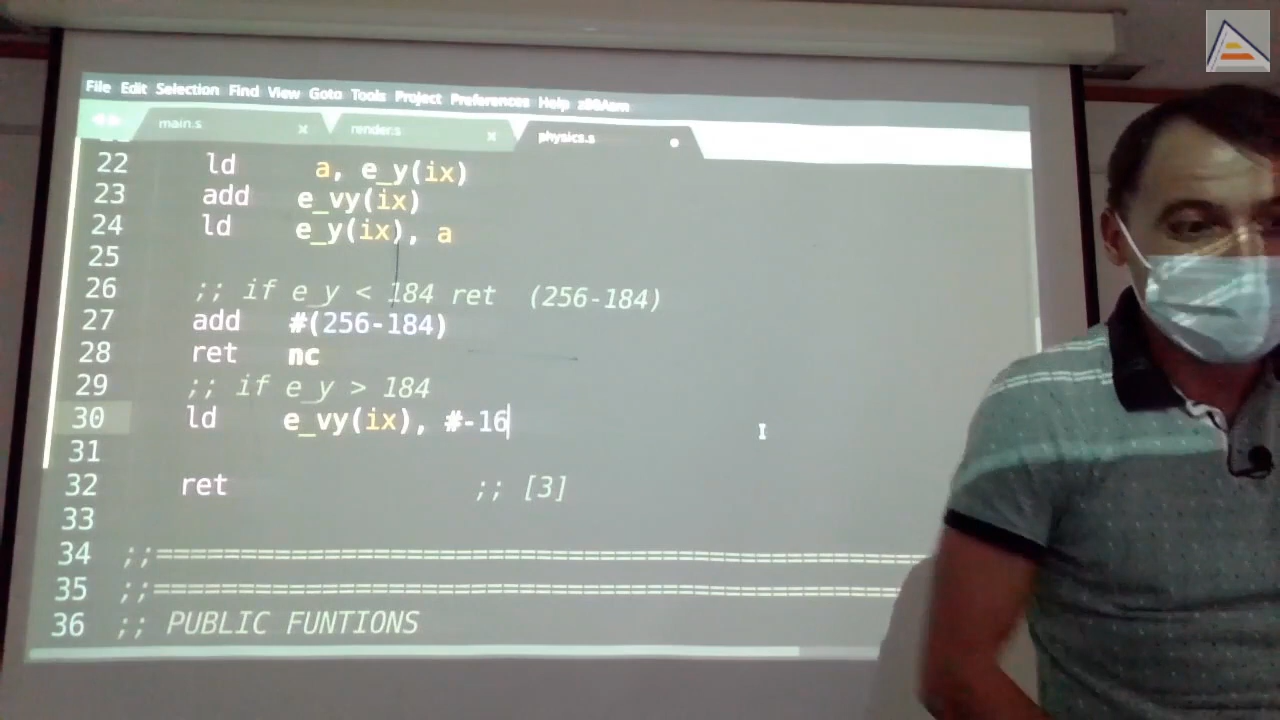 File Edit Selection Find View Goto Tools Project Preferences Help z80Asm
main.s × render.s × physics.s
22 ld a, e_y(ix)
23 add e_vy(ix)
24 ld e_y(ix), a
25
26 ;; if e_y < 184 ret (256-184)
27 add #(256-184)
28 ret nc
29 ;; if e_y > 184
30 ld e_vy(ix), #-16
31
32 ret ;; [3]
33
34 ;;==================================================
35 ;;==================================================
36 ;; PUBLIC FUNTIONS